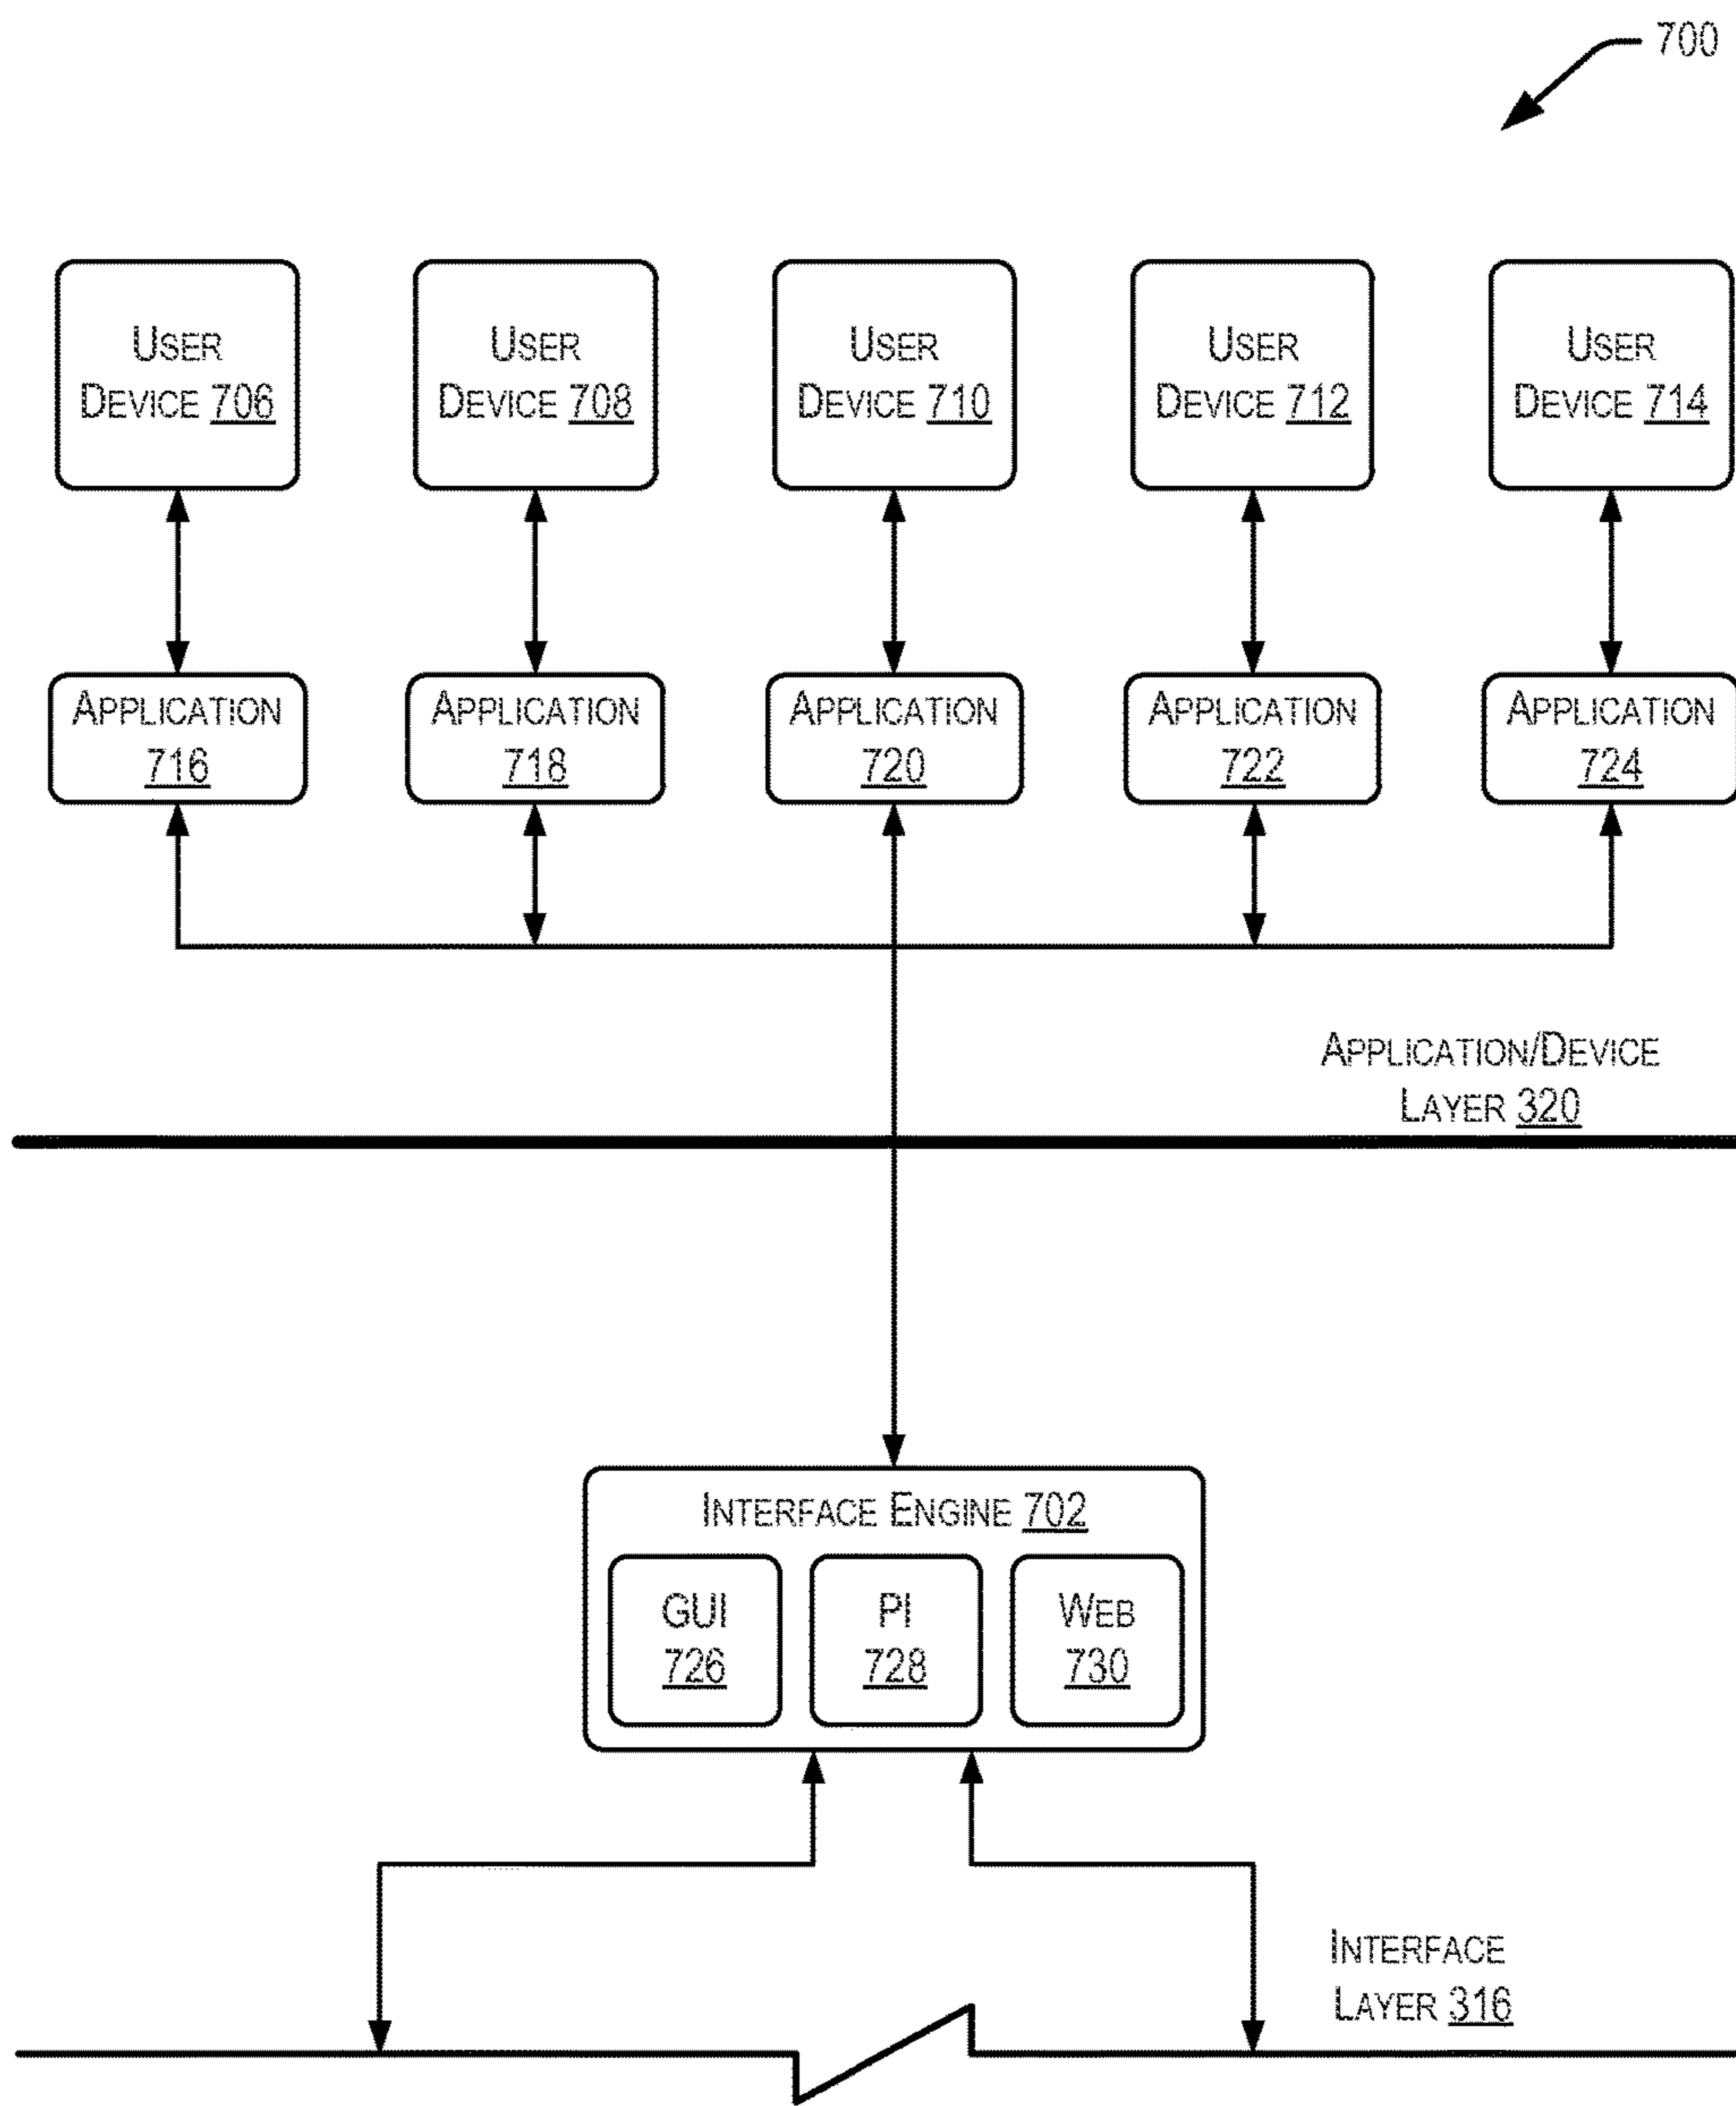 700
User
Device 706
User
Device 708
User
Device 710
User
Device 712
User
Device 714
Application
716
Application
718
Application
720
Application
722
Application
724
Application/Device
Layer 320
Interface Engine 702
GUI
726
PI
728
Web
730
Interface
Layer 316